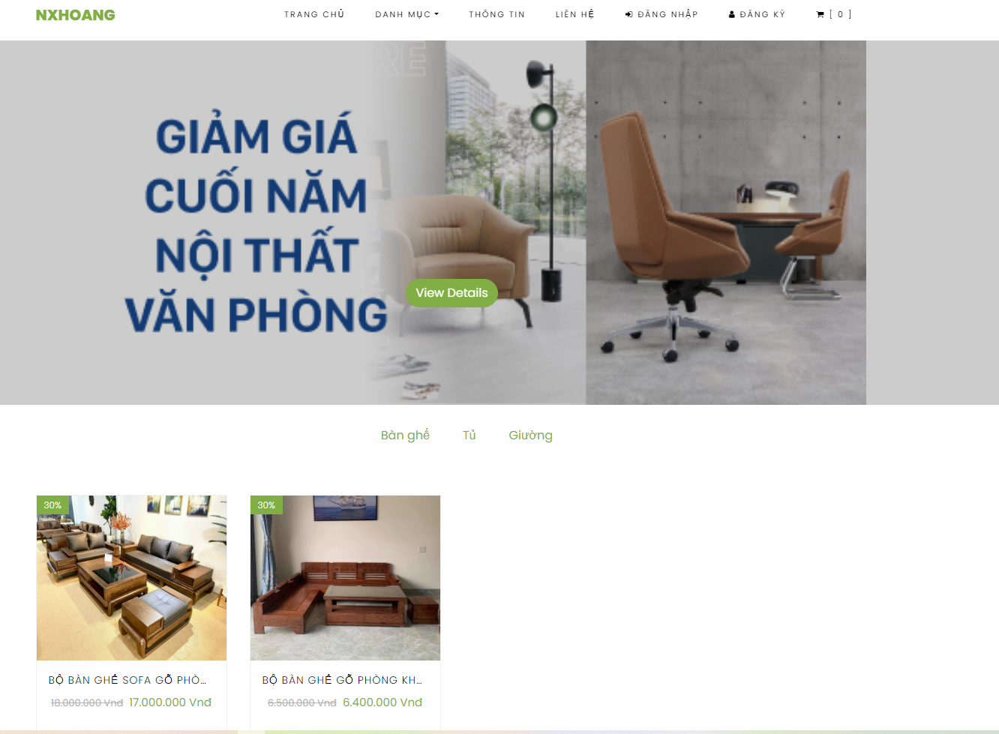 NXHOANG
TRANG CHỦ DANH MỤC THÔNG TIN LIÊN HỆ ĐĂNG NHẬP ĐĂNG KÝ [ 0 ]
RE
GIẢM GIÁ
CUỐI NĂM
NỘI THẤT
VĂN PHÒNG
View Details
Bàn ghế Tủ Giường
30% 30%
BỘ BÀN GHẾ SOFA GỖ PHÒ... BỘ BÀN GHẾ GỖ PHÒNG KH...
18.000.000 Vnđ 17.000.000 Vnđ 6.500.000 Vnđ 6.400.000 Vnđ